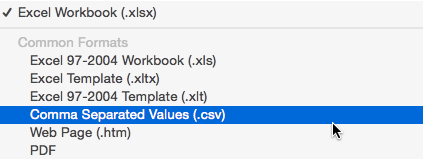 ✓ Excel Workbook (.xlsx)
Common Formats
Excel 97-2004 Workbook (.xls)
Excel Template (.xltx)
Excel 97-2004 Template (.xlt)
Comma Separated Values (.csv)
Web Page (.htm)
PDF